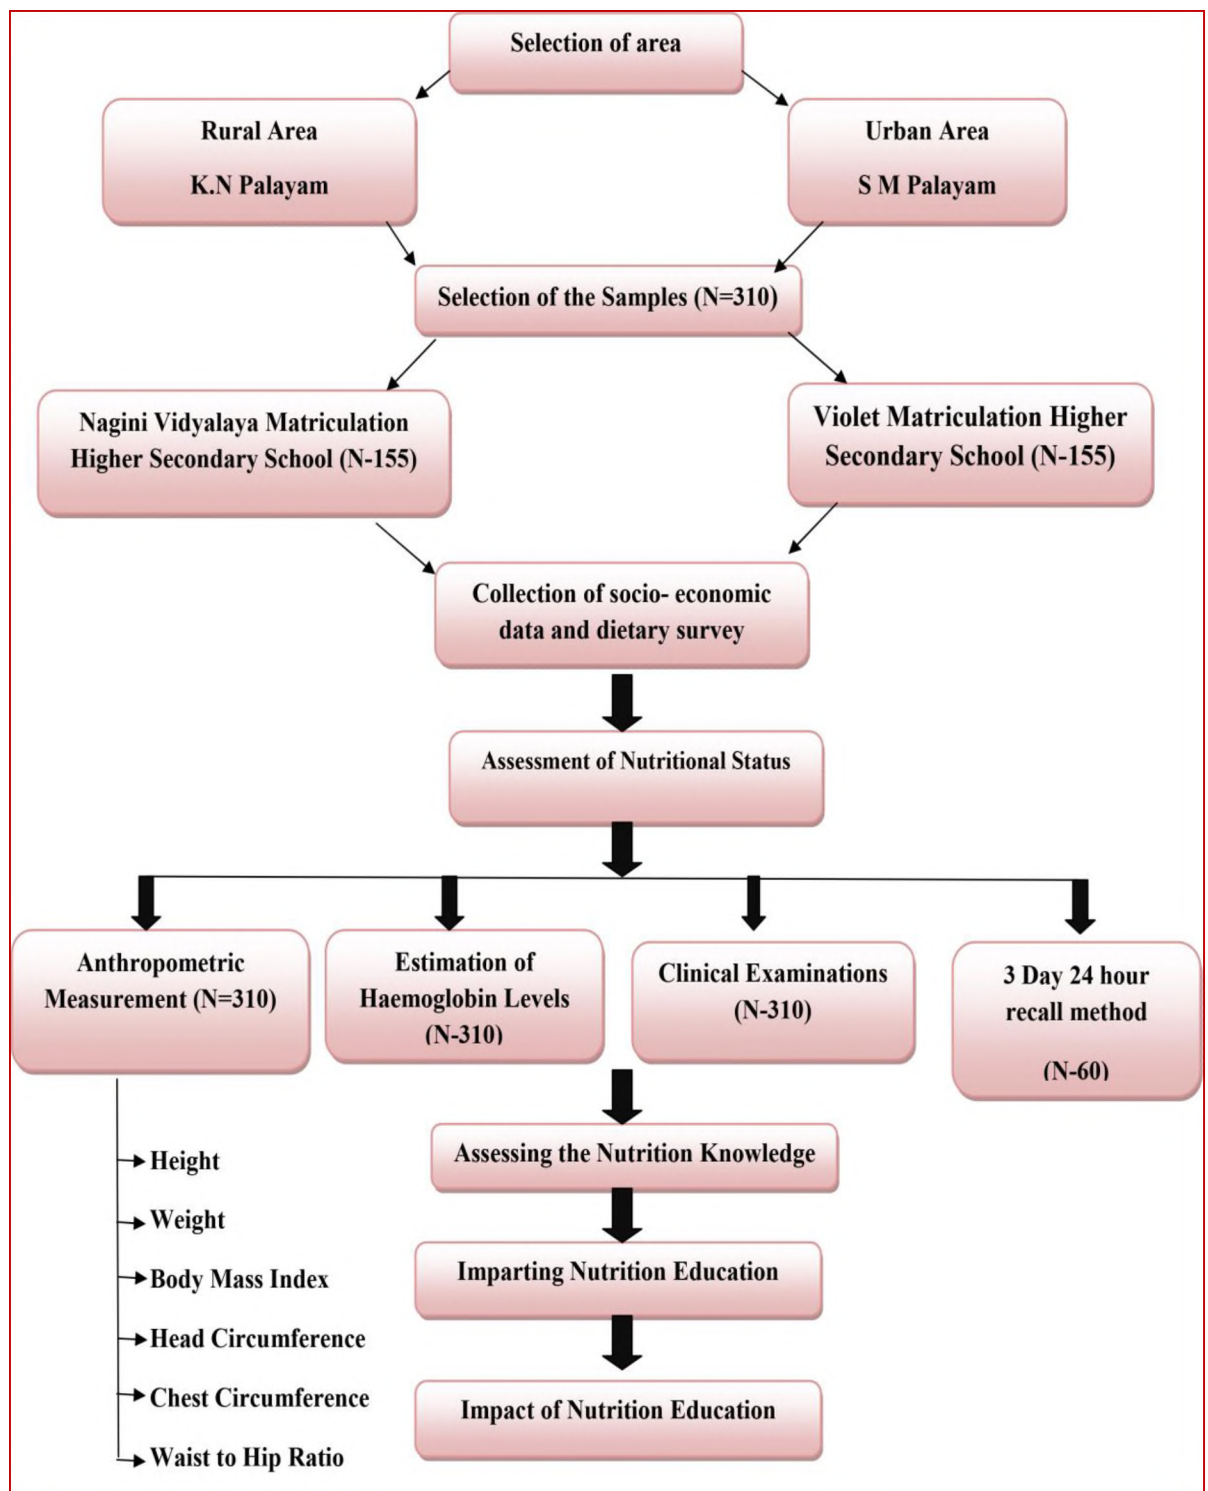 Selection of area
Rural Area
K.N Palayam
Urban Area
S M Palayam
Selection of the Samples (N=310)
Nagini Vidyalaya Matriculation
Higher Secondary School (N-155)
Violet Matriculation Higher
Secondary School (N-155)
Collection of socio- economic
data and dietary survey
Assessment of Nutritional Status
Anthropometric
Measurement (N=310)
Estimation of
Haemoglobin Levels
(N-310)
Clinical Examinations
(N-310)
3 Day 24 hour
recall method
(N-60)
Assessing the Nutrition Knowledge
Imparting Nutrition Education
Impact of Nutrition Education
Height
Weight
Body Mass Index
Head Circumference
Chest Circumference
Waist to Hip Ratio